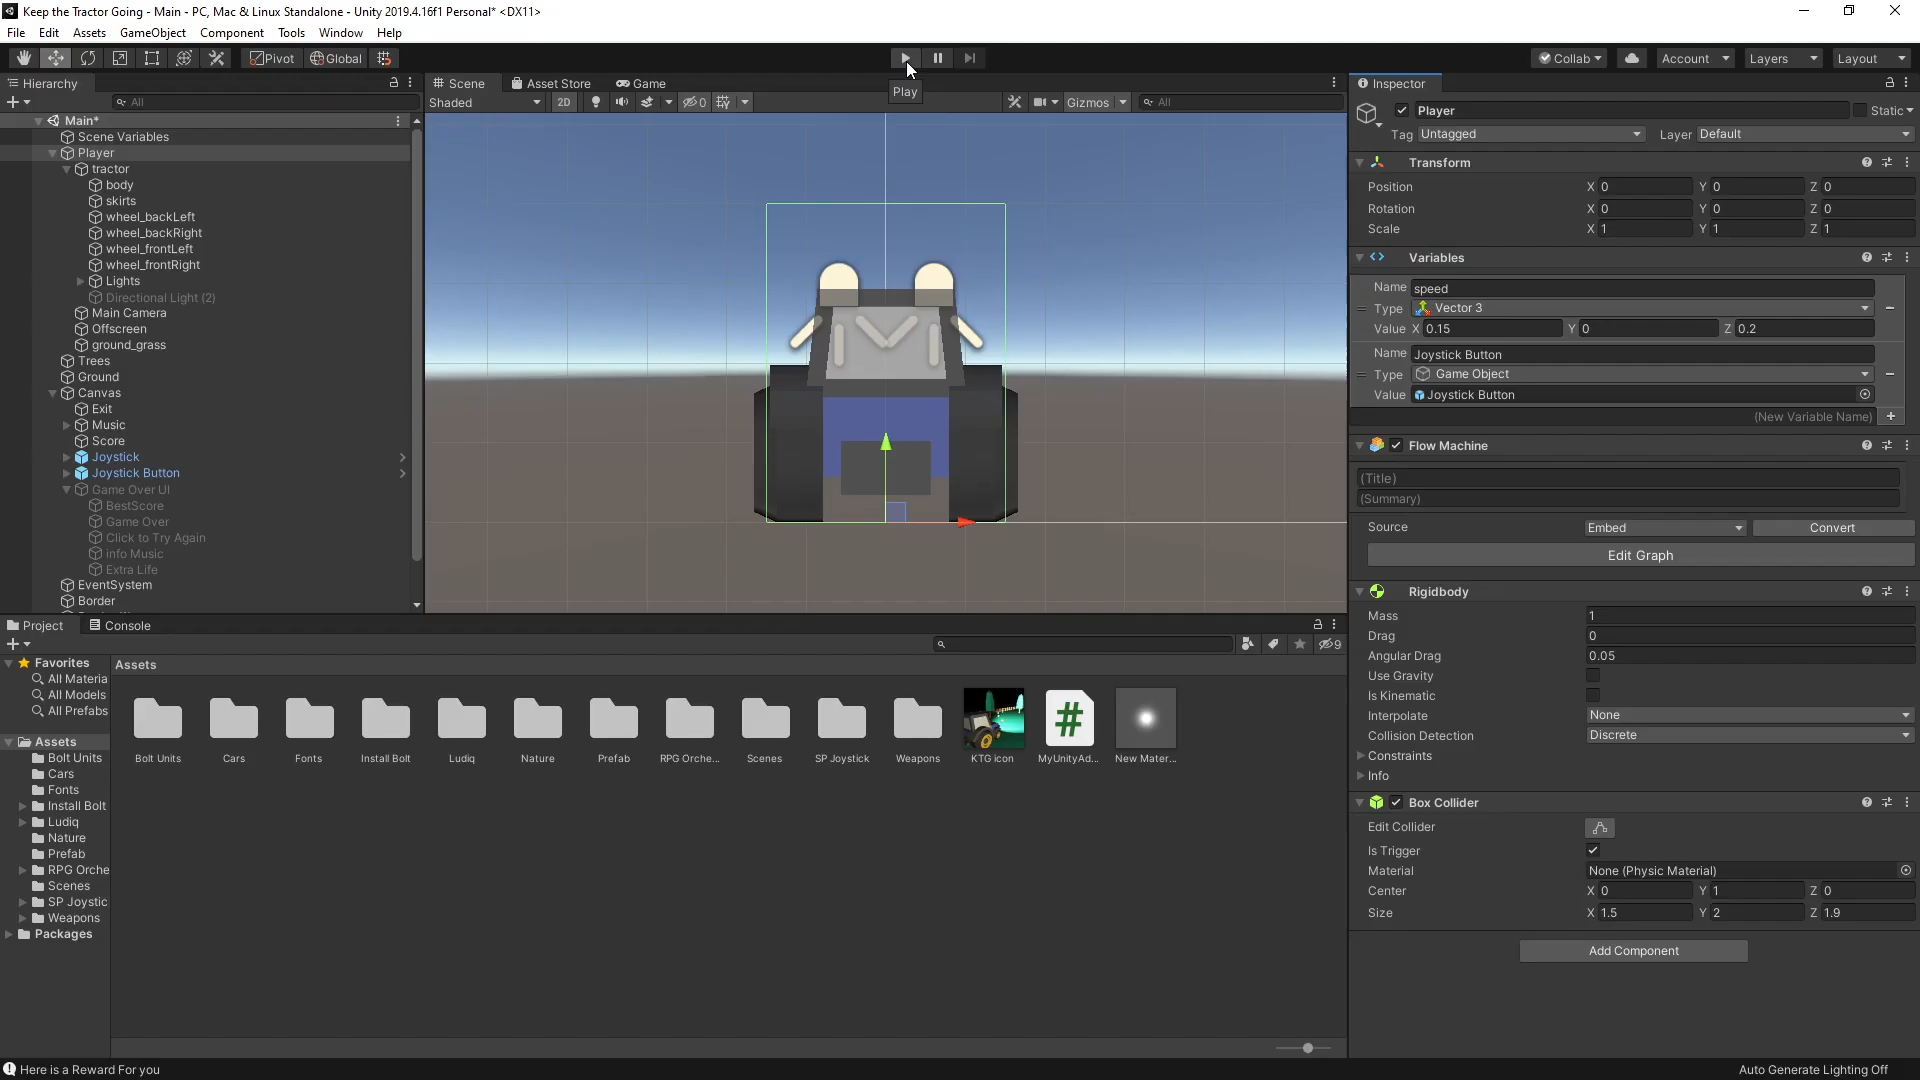 Keep the Tractor Going - Main - PC, Mac & Linux Standalone - Unity 2019.4.16f1 Personal* <DX11>
File Edit Assets GameObject Component Tools Window Help
Pivot Global Collab Account Layers Layout
Play
Hierarchy
All
Main*
Scene Variables
Player
tractor
body
skirts
wheel_backLeft
wheel_backRight
wheel_frontLeft
wheel_frontRight
Lights
Directional Light (2)
Main Camera
Offscreen
ground_grass
Trees
Ground
Canvas
Exit
Music
Score
Joystick
Joystick Button
Game Over UI
BestScore
Game Over
Click to Try Again
info Music
Extra Life
EventSystem
Border
Scene Asset Store Game
Shaded 2D 0 Gizmos All
Inspector
Player Static
Tag Untagged Layer Default
Transform
Position X 0 Y 0 Z 0
Rotation X 0 Y 0 Z 0
Scale X 1 Y 1 Z 1
Variables
Name speed
Type Vector 3
Value X 0.15 Y 0 Z 0.2
Name Joystick Button
Type Game Object
Value Joystick Button
(New Variable Name)
Flow Machine
(Title)
(Summary)
Source Embed Convert
Edit Graph
Rigidbody
Mass 1
Drag 0
Angular Drag 0.05
Use Gravity
Is Kinematic
Interpolate None
Collision Detection Discrete
Constraints
Info
Box Collider
Edit Collider
Is Trigger
Material None (Physic Material)
Center X 0 Y 1 Z 0
Size X 1.5 Y 2 Z 1.9
Add Component
Project Console
9
Favorites
All Materia
All Models
All Prefabs
Assets
Bolt Units
Cars
Fonts
Install Bolt
Ludiq
Nature
Prefab
RPG Orche
Scenes
SP Joystic
Weapons
Packages
Assets
Bolt Units Cars Fonts Install Bolt Ludiq Nature Prefab RPG Orche... Scenes SP Joystick Weapons KTG icon MyUnityAd... New Mater...
Here is a Reward For you
Auto Generate Lighting Off